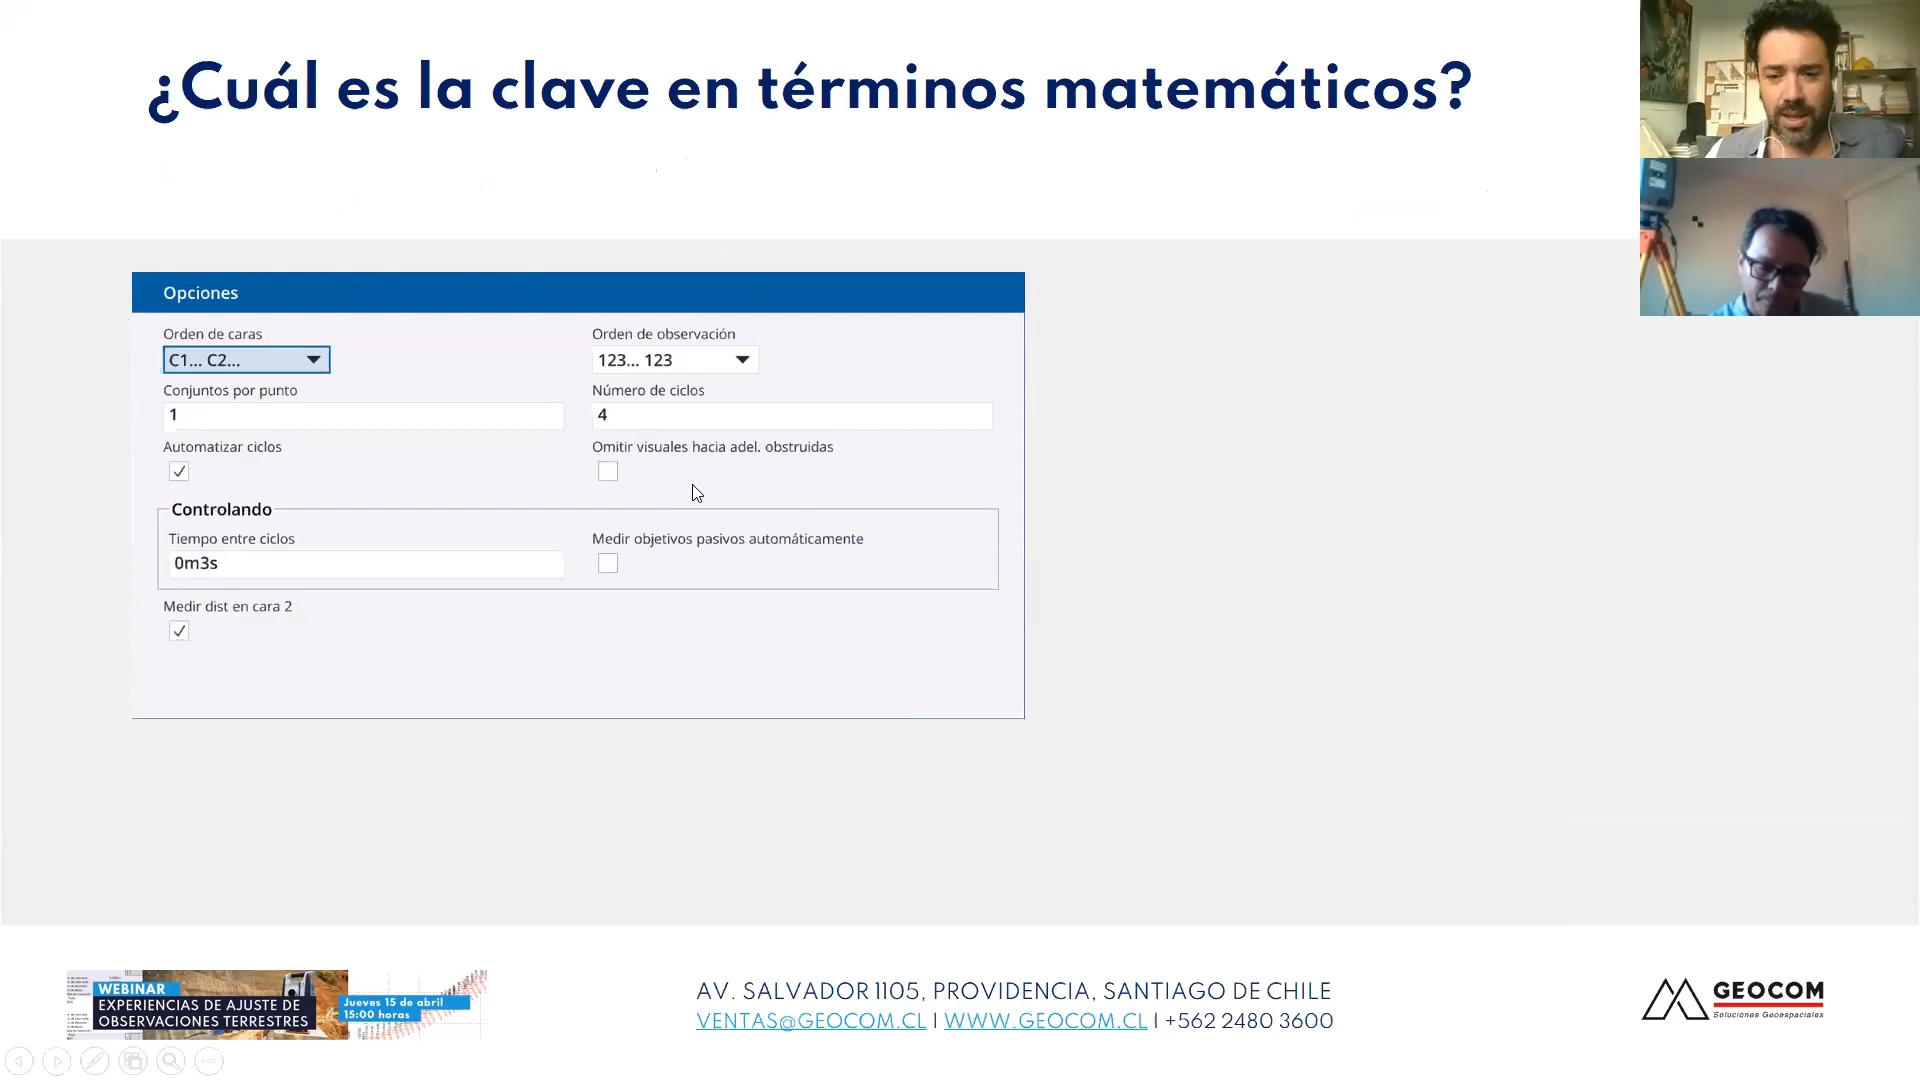 ¿Cuál es la clave en términos matemáticos?
Opciones
Orden de caras
C1... C2...
Orden de observación
123... 123
Conjuntos por punto
1
Número de ciclos
4
Automatizar ciclos
Omitir visuales hacia adel. obstruidas
Controlando
Tiempo entre ciclos
0m3s
Medir objetivos pasivos automáticamente
Medir dist en cara 2
WEBINAR
EXPERIENCIAS DE AJUSTE DE
OBSERVACIONES TERRESTRES
Jueves 15 de abril
15:00 horas
AV. SALVADOR 1105, PROVIDENCIA, SANTIAGO DE CHILE
VENTAS@GEOCOM.CL | WWW.GEOCOM.CL | +562 2480 3600
GEOCOM
Soluciones Geoespaciales